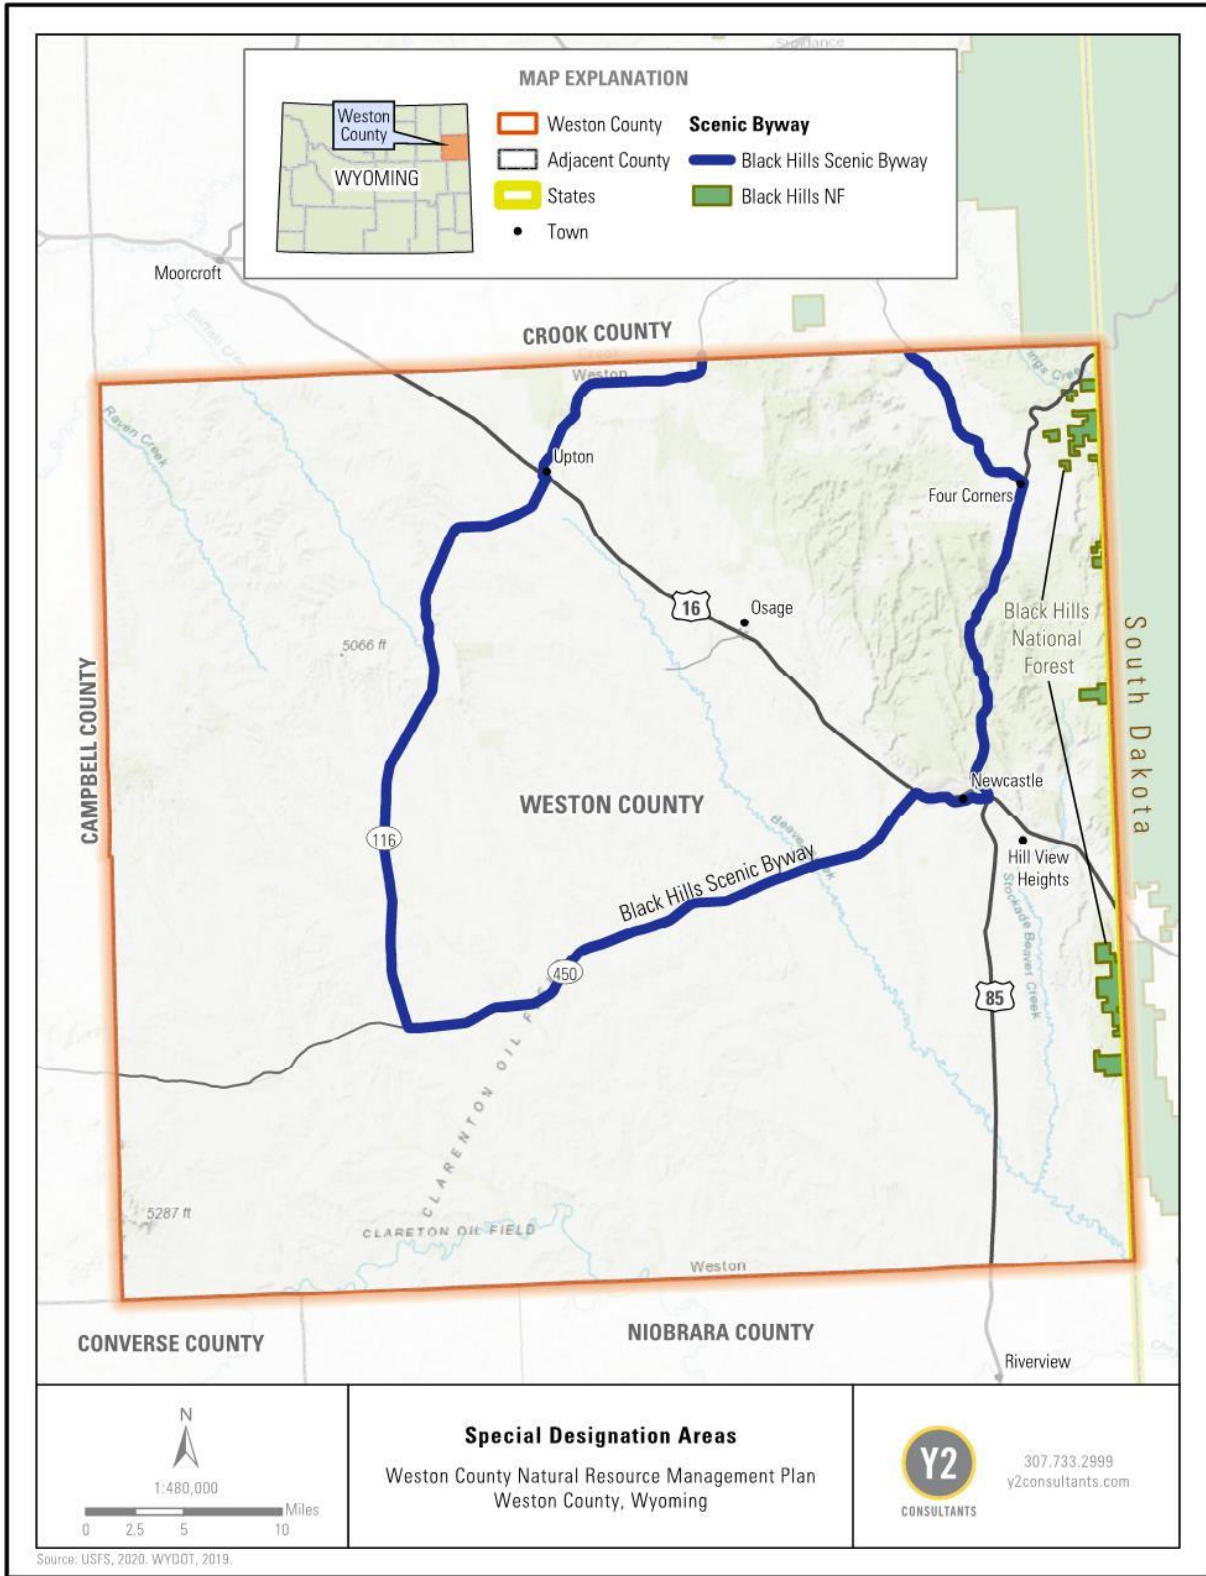 Sundance
MAP EXPLANATION
Weston
County
WYOMING
Weston County
Adjacent County
States
Town
Scenic Byway
Black Hills Scenic Byway
Black Hills NF
Moorcroft
CROOK COUNTY
Crook
Weston
Raven Creek
Upton
Four Corners
16
Osage
Black Hills
National
Forest
5066 ft
South Dakota
CAMPBELL COUNTY
WESTON COUNTY
Newcastle
116
Hill View
Heights
Black Hills Scenic Byway
Stockade Beaver Creek
450
85
CLARENTON OIL
5287 ft
CLARETON OIL FIELD
Weston
CONVERSE COUNTY
NIOBRARA COUNTY
Riverview
N
1:480,000
Miles
0 2.5 5 10
Special Designation Areas
Weston County Natural Resource Management Plan
Weston County, Wyoming
Y2
CONSULTANTS
307.733.2999
y2consultants.com
Source: USFS, 2020. WYDOT, 2019.